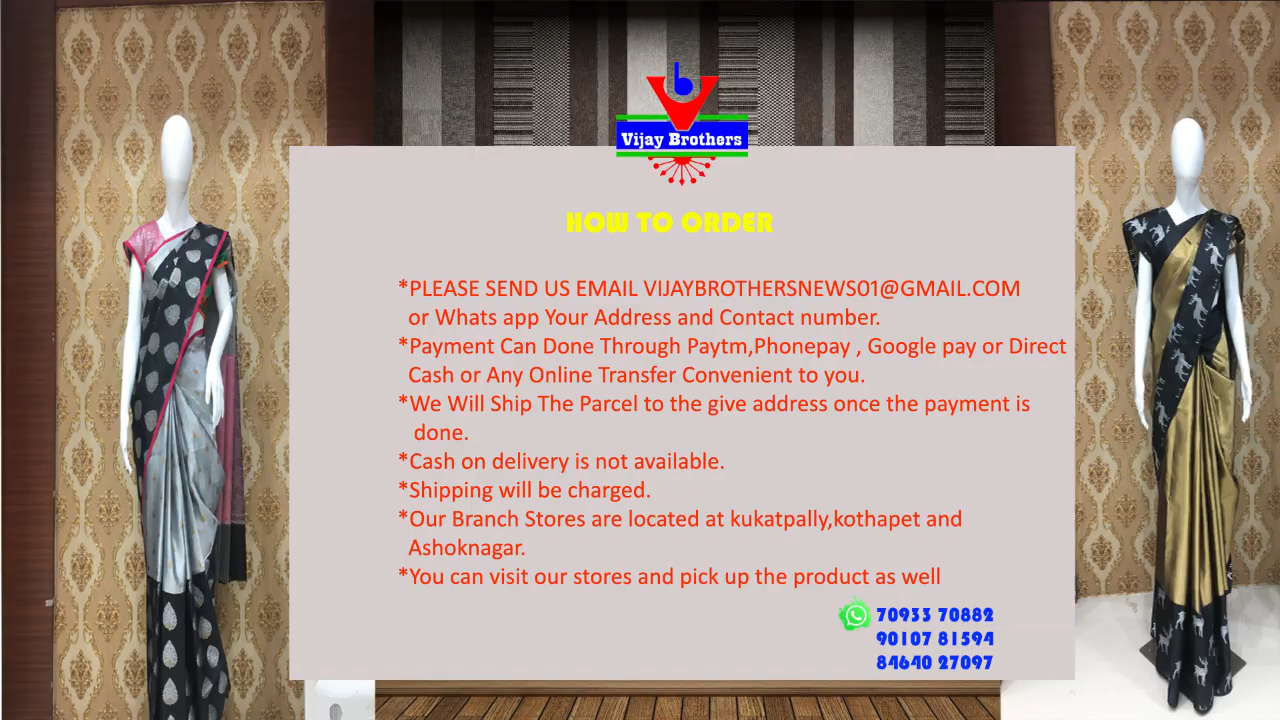 b
Vijay Brothers
HOW TO ORDER
*PLEASE SEND US EMAIL VIJAYBROTHERSNEWS01@GMAIL.COM
or Whats app Your Address and Contact number.
*Payment Can Done Through Paytm,Phonepay , Google pay or Direct
Cash or Any Online Transfer Convenient to you.
*We Will Ship The Parcel to the give address once the payment is
done.
*Cash on delivery is not available.
*Shipping will be charged.
*Our Branch Stores are located at kukatpally,kothapet and
Ashoknagar.
*You can visit our stores and pick up the product as well
70933 70882
90107 81594
84640 27097